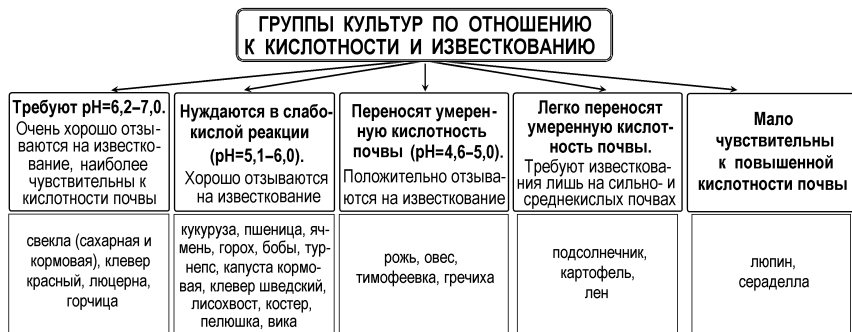 ГРУППЫ КУЛЬТУР ПО ОТНОШЕНИЮ
К КИСЛОТНОСТИ И ИЗВЕСТКОВАНИЮ
Требуют pH=6,2–7,0.
Очень хорошо отзы-
ваются на известко-
вание, наиболее
чувствительны к
кислотности почвы
свекла (сахарная и
кормовая), клевер
красный, люцерна,
горчица
Нуждаются в слабо-
кислой реакции
(pH=5,1–6,0).
Хорошо отзываются
на известкование
кукуруза, пшеница, яч-
мень, горох, бобы, тур-
непс, капуста кормо-
вая, клевер шведский,
лисохвост, костер,
пелюшка, вика
Переносят умерен-
ную кислотность
почвы (pH=4,6–5,0).
Положительно отзыва-
ются на известкование
рожь, овес,
тимофеевка, гречиха
Легко переносят
умеренную кислот-
ность почвы.
Требуют известкова-
ния лишь на сильно- и
среднекислых почвах
подсолнечник,
картофель,
лен
Мало
чувствительны
к повышенной
кислотности почвы
люпин,
сераделла